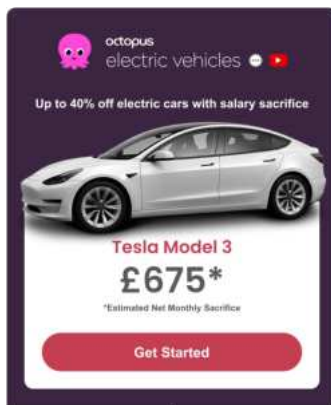 octopus
electric vehicles
Up to 40% off electric cars with salary sacrifice
Tesla Model 3
£675*
*Estimated Net Monthly Sacrifice
Get Started